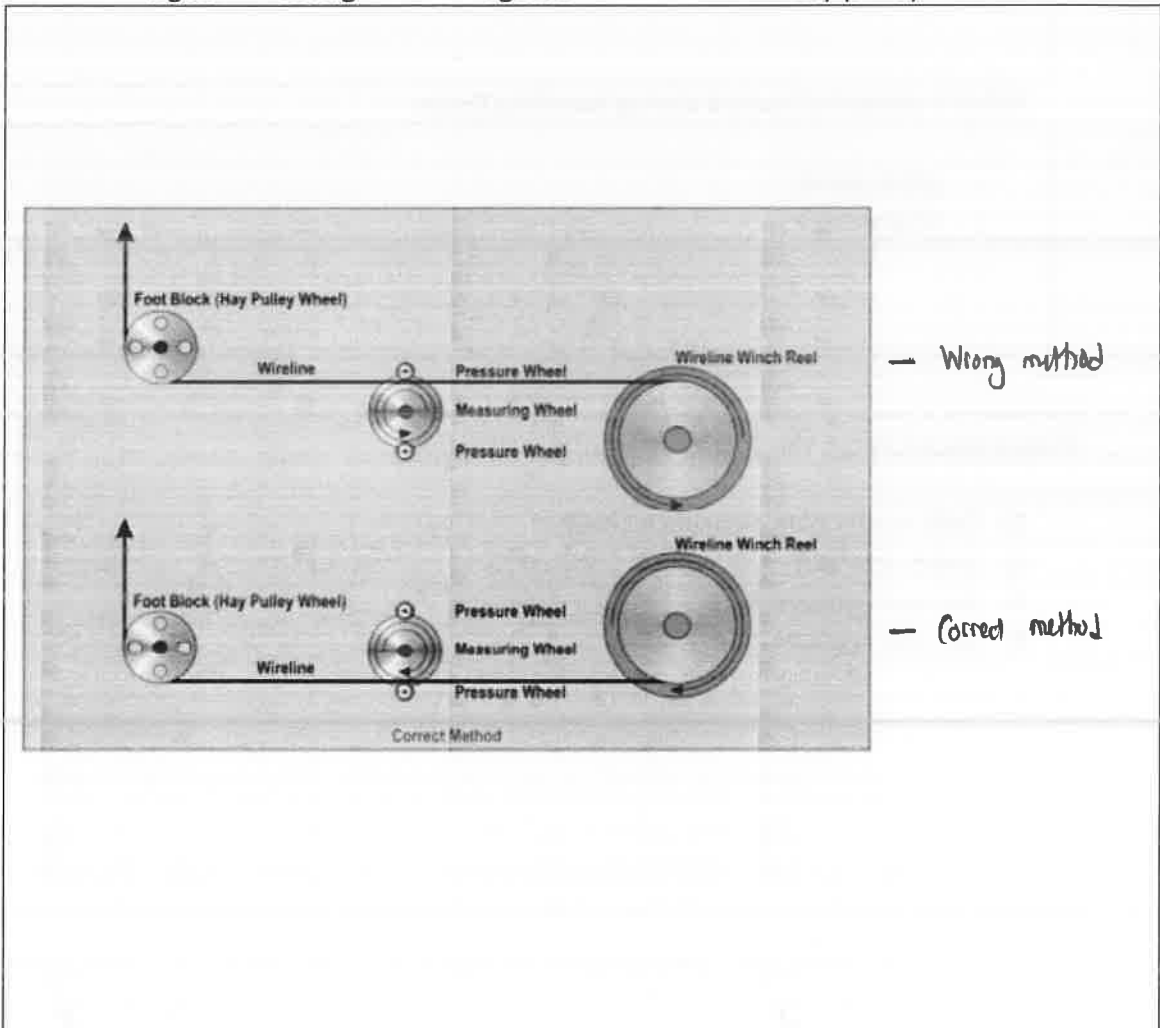 Foot Block (Hay Pulley Wheel)
Wireline
Pressure Wheel
Measuring Wheel
Pressure Wheel
Wireline Winch Reel
— Wrong method
Foot Block (Hay Pulley Wheel)
Wireline
Pressure Wheel
Measuring Wheel
Pressure Wheel
Wireline Winch Reel
— Correct method
Correct Method